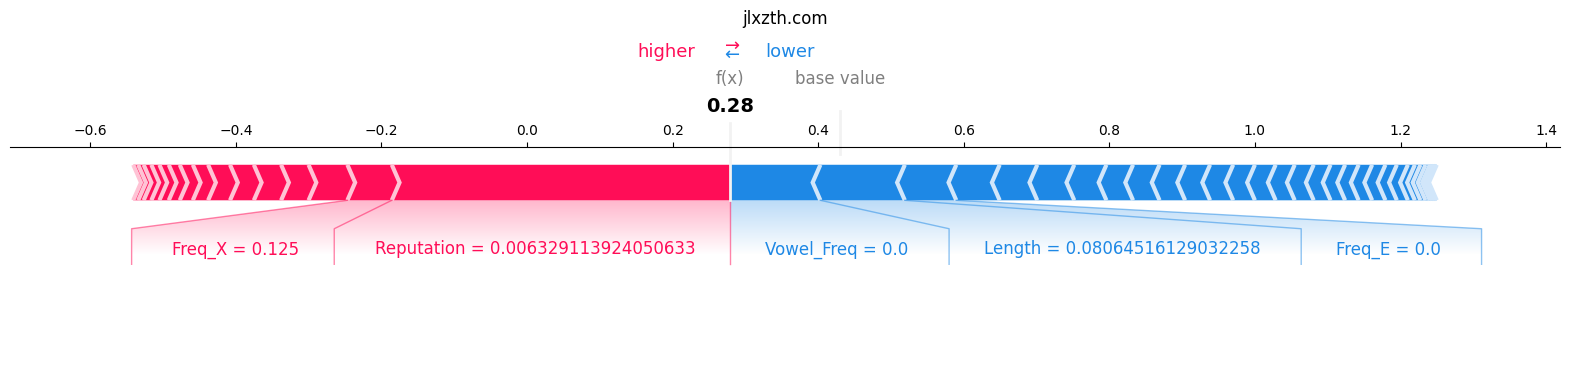 jlxzth.com
higher ⇄ lower
f(x) base value
0.28
−0.6 −0.4 −0.2 0.0 0.2 0.4 0.6 0.8 1.0 1.2 1.4
Freq_X = 0.125 Reputation = 0.006329113924050633 Vowel_Freq = 0.0 Length = 0.08064516129032258 Freq_E = 0.0